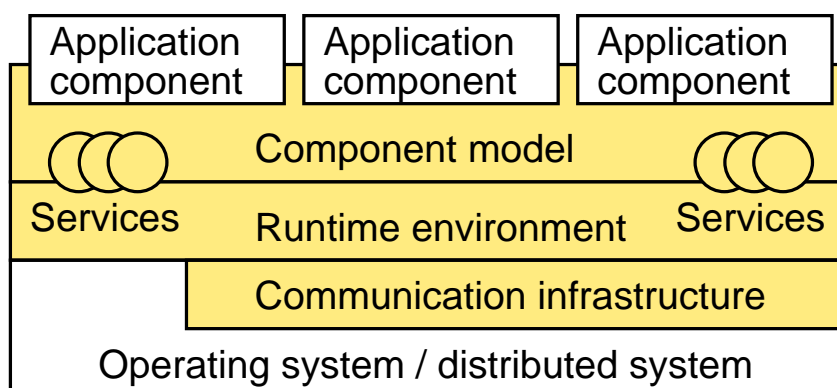 Application
component
Application
component
Application
component
Component model
Services
Runtime environment
Services
Communication infrastructure
Operating system / distributed system